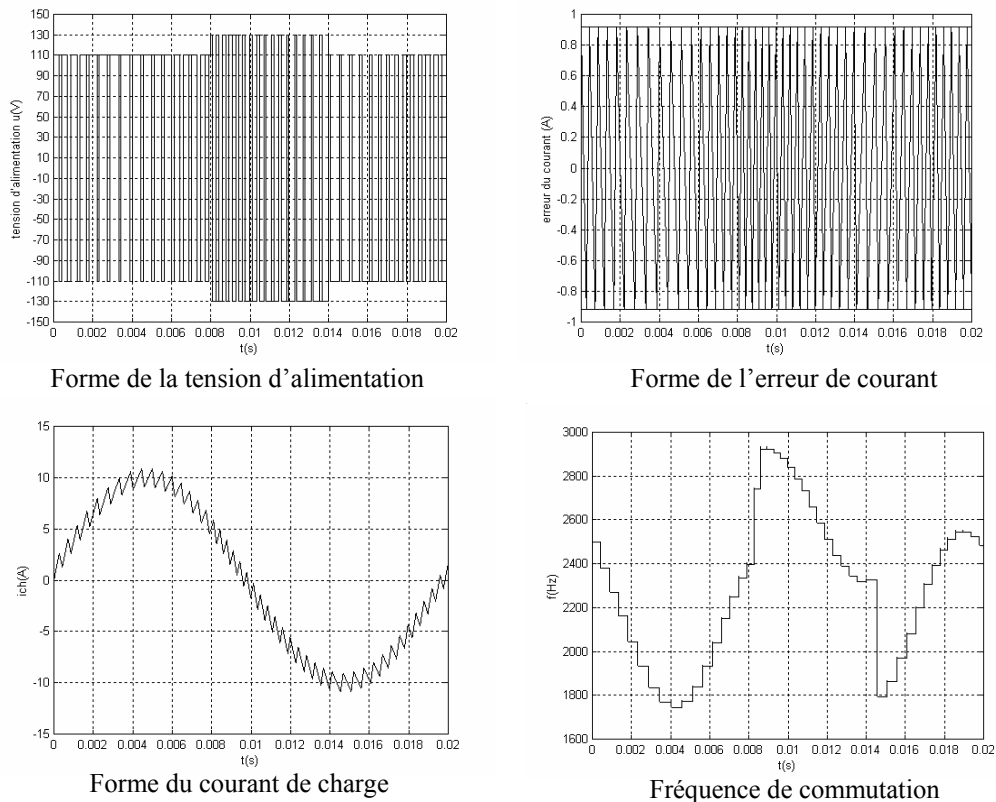 tension d'alimentation u(V)
150
130
110
90
70
50
30
10
-10
-30
-50
-70
-90
-110
-130
-150
0 0.002 0.004 0.006 0.008 0.01 0.012 0.014 0.016 0.018 0.02
t(s)
Forme de la tension d’alimentation
erreur du courant (A)
1
0.8
0.6
0.4
0.2
0
-0.2
-0.4
-0.6
-0.8
-1
0 0.002 0.004 0.006 0.008 0.01 0.012 0.014 0.016 0.018 0.02
t(s)
Forme de l’erreur de courant
ich(A)
15
10
5
0
-5
-10
-15
0 0.002 0.004 0.006 0.008 0.01 0.012 0.014 0.016 0.018 0.02
t(s)
Forme du courant de charge
f(Hz)
3000
2800
2600
2400
2200
2000
1800
1600
0 0.002 0.004 0.006 0.008 0.01 0.012 0.014 0.016 0.018 0.02
t(s)
Fréquence de commutation